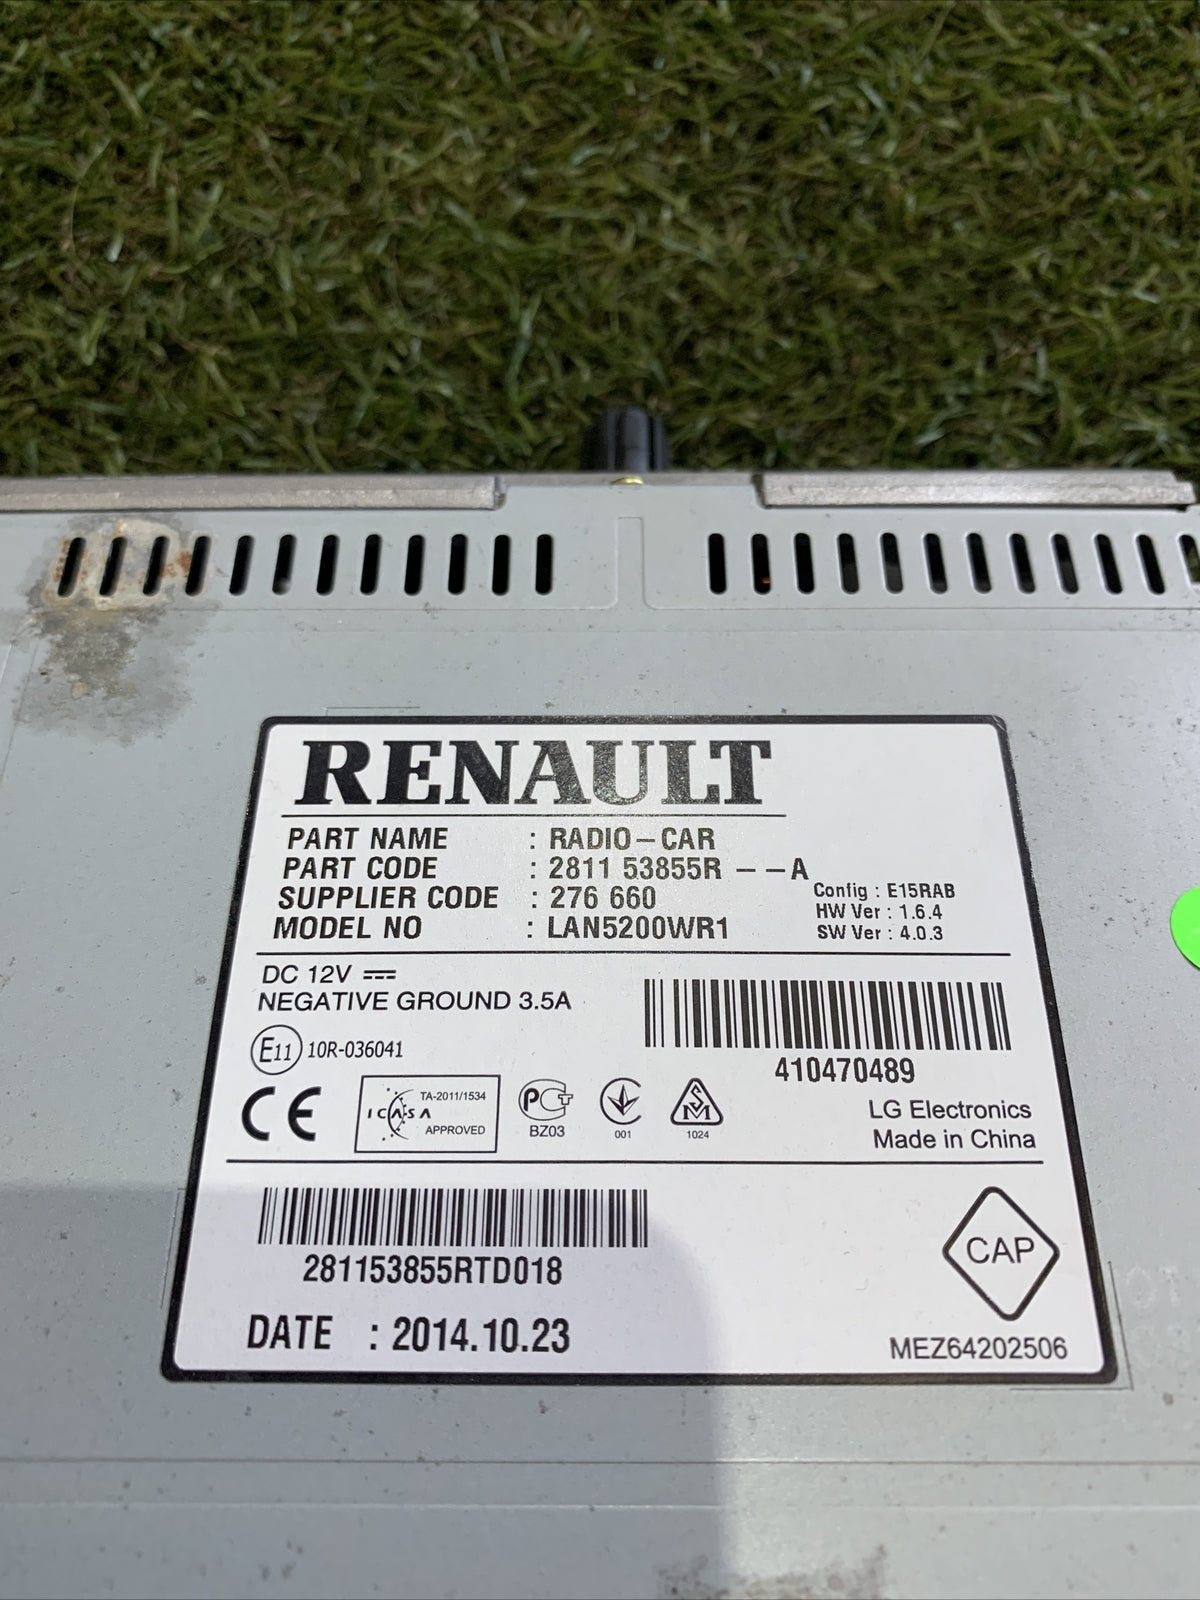 RENAULT
PART NAME : RADIO-CAR
PART CODE : 2811 53855R --A
SUPPLIER CODE : 276 660
MODEL NO : LAN5200WR1
Config : E15RAB
HW Ver : 1.6.4
SW Ver : 4.0.3
DC 12V
NEGATIVE GROUND 3.5A
E11 10R-036041
410470489
CE
ICASA
TA-2011/1534
APPROVED
PCT
BZ03
001
SM
1024
LG Electronics
Made in China
281153855RTD018
DATE : 2014.10.23
CAP
MEZ64202506